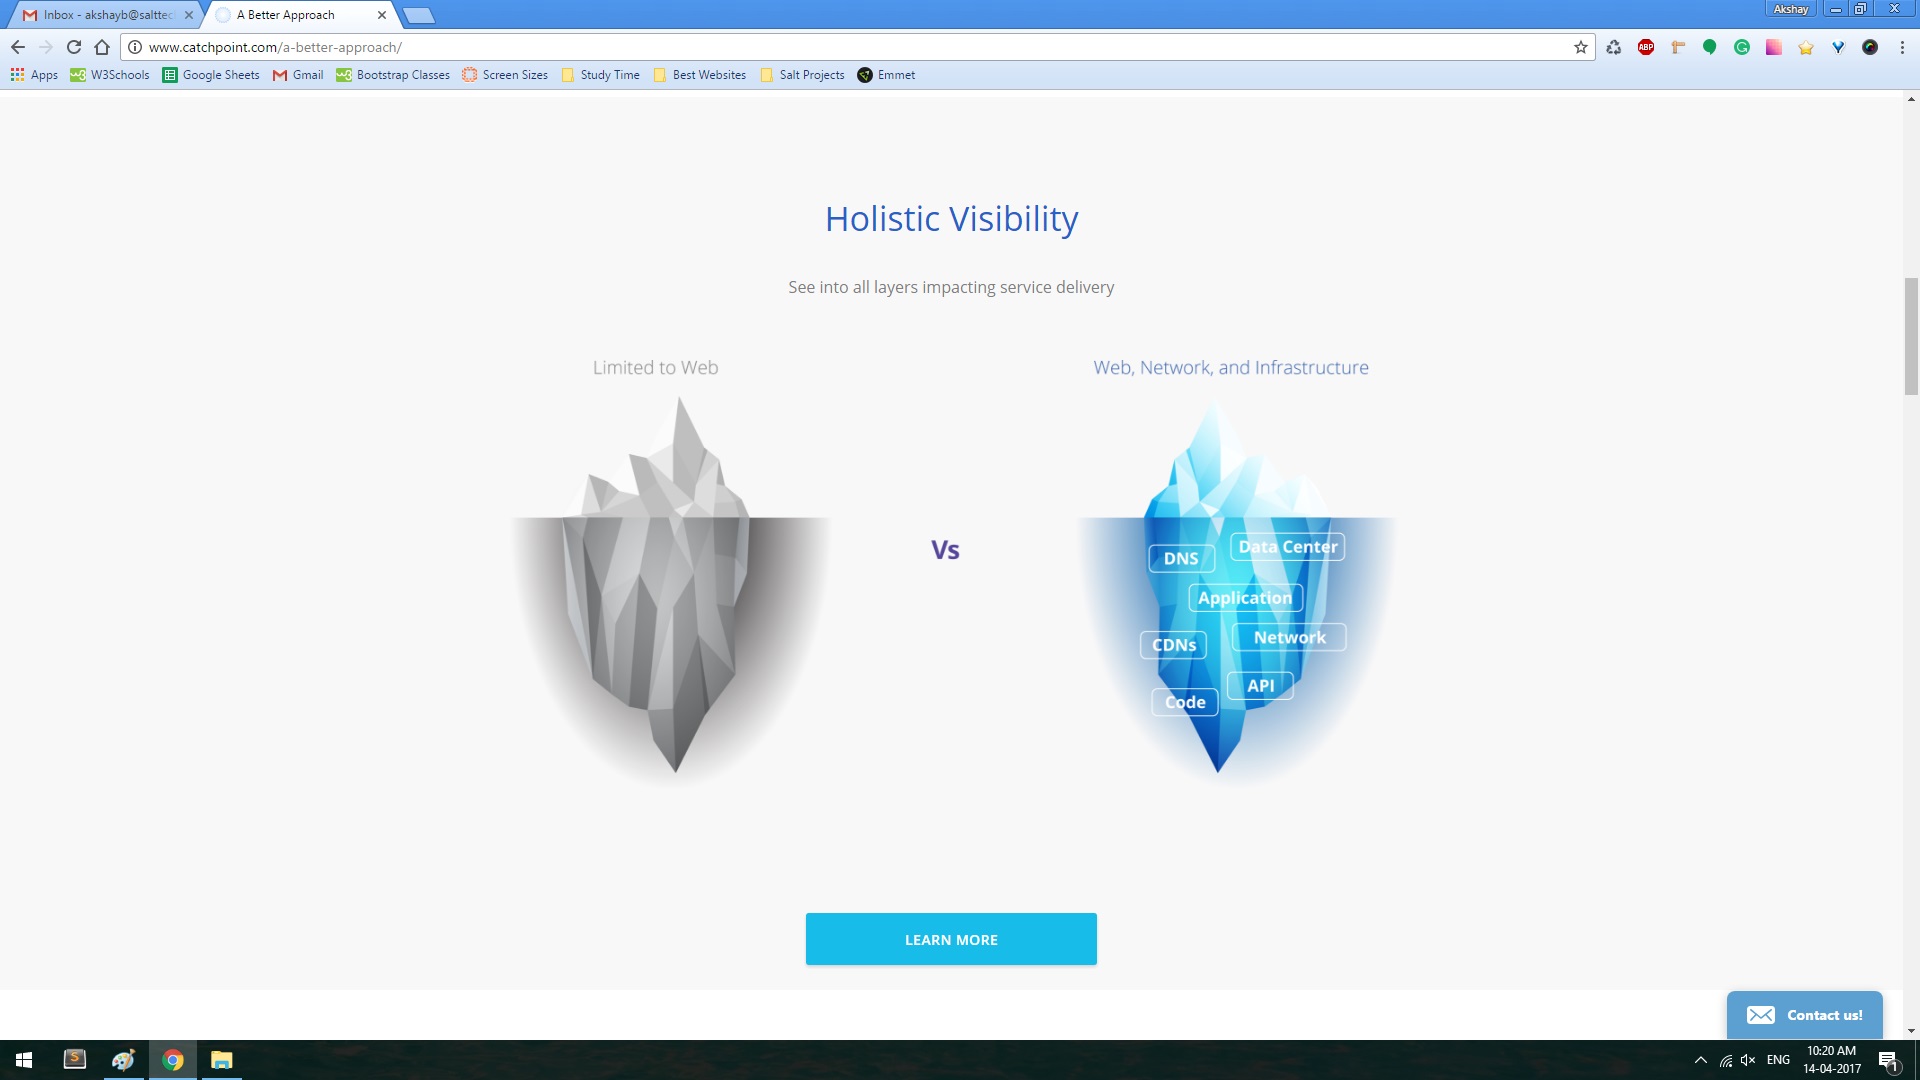 Inbox - akshayb@salttec
A Better Approach
Akshay
www.catchpoint.com/a-better-approach/
ABP
Apps
W3Schools
Google Sheets
Gmail
Bootstrap Classes
Screen Sizes
Study Time
Best Websites
Salt Projects
Emmet
Holistic Visibility
See into all layers impacting service delivery
Limited to Web
Web, Network, and Infrastructure
Vs
DNS
Data Center
Application
CDNs
Network
API
Code
LEARN MORE
Contact us!
ENG
10:20 AM
14-04-2017
1